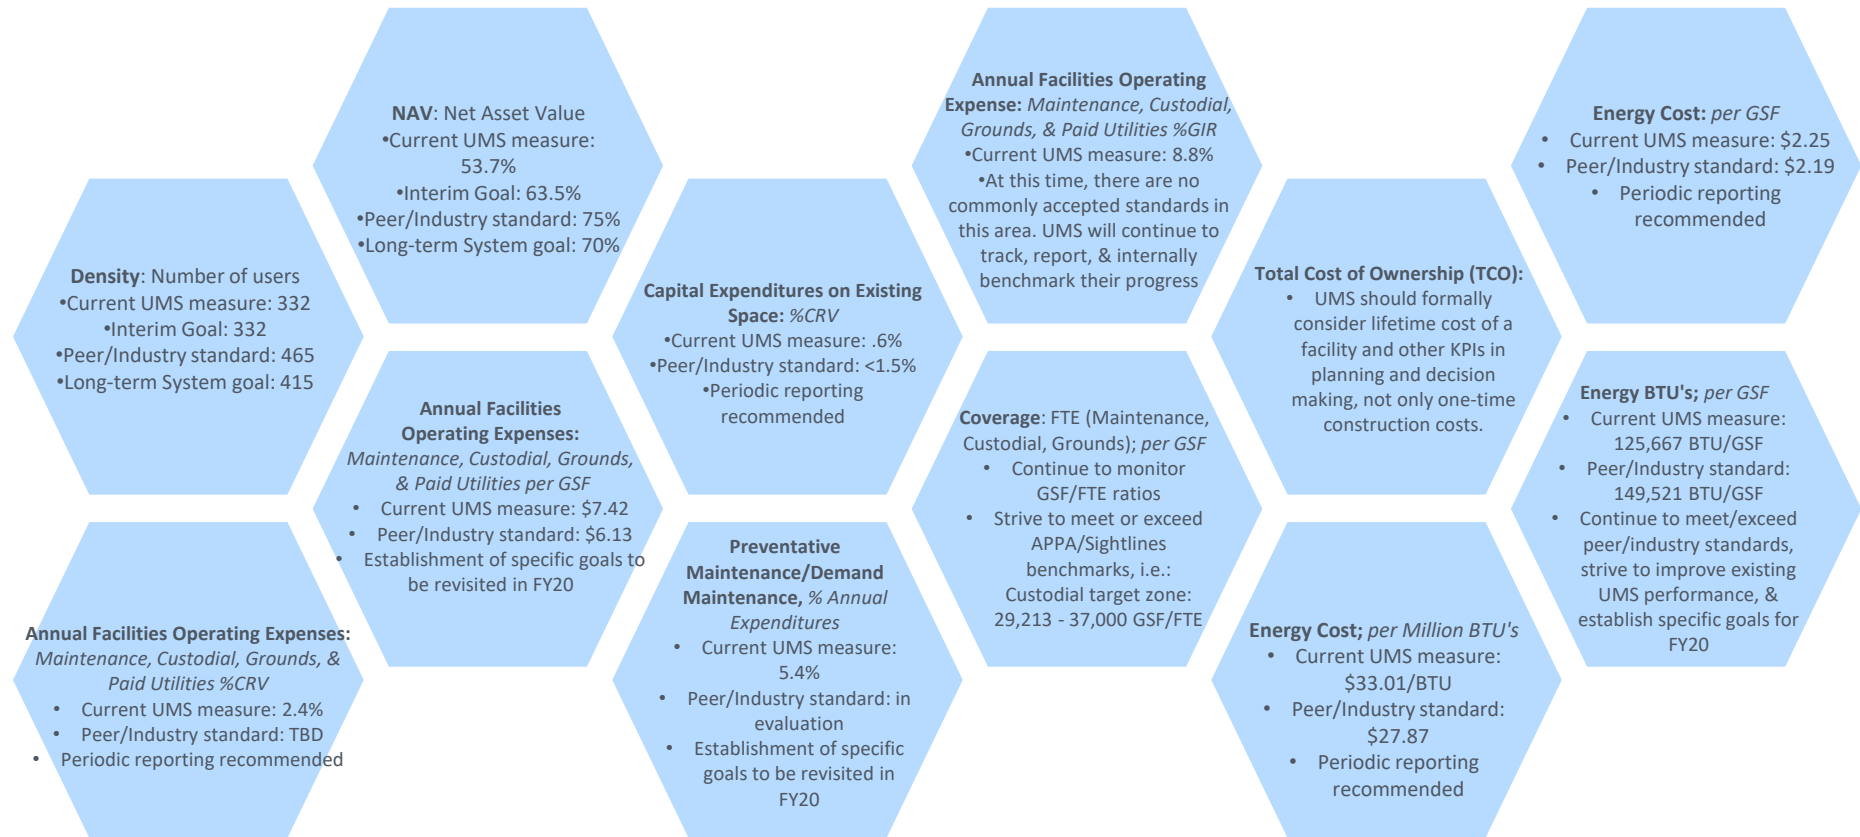 Density: Number of users
•Current UMS measure: 332
•Interim Goal: 332
•Peer/Industry standard: 465
•Long-term System goal: 415
Annual Facilities Operating Expenses:
Maintenance, Custodial, Grounds, &
Paid Utilities %CRV
• Current UMS measure: 2.4%
• Peer/Industry standard: TBD
• Periodic reporting recommended
NAV: Net Asset Value
•Current UMS measure:
53.7%
•Interim Goal: 63.5%
•Peer/Industry standard: 75%
•Long-term System goal: 70%
Annual Facilities
Operating Expenses:
Maintenance, Custodial, Grounds,
& Paid Utilities per GSF
• Current UMS measure: $7.42
• Peer/Industry standard: $6.13
• Establishment of specific goals to
be revisited in FY20
Capital Expenditures on Existing
Space: %CRV
•Current UMS measure: .6%
•Peer/Industry standard: <1.5%
•Periodic reporting
recommended
Preventative
Maintenance/Demand
Maintenance, % Annual
Expenditures
• Current UMS measure:
5.4%
• Peer/Industry standard: in
evaluation
• Establishment of specific
goals to be revisited in
FY20
Annual Facilities Operating
Expense: Maintenance, Custodial,
Grounds, & Paid Utilities %GIR
•Current UMS measure: 8.8%
•At this time, there are no
commonly accepted standards in
this area. UMS will continue to
track, report, & internally
benchmark their progress
Coverage: FTE (Maintenance,
Custodial, Grounds); per GSF
• Continue to monitor
GSF/FTE ratios
• Strive to meet or exceed
APPA/Sightlines
benchmarks, i.e.:
Custodial target zone:
29,213 - 37,000 GSF/FTE
Total Cost of Ownership (TCO):
• UMS should formally
consider lifetime cost of a
facility and other KPIs in
planning and decision
making, not only one-time
construction costs.
Energy Cost; per Million BTU's
• Current UMS measure:
$33.01/BTU
• Peer/Industry standard:
$27.87
• Periodic reporting
recommended
Energy Cost: per GSF
• Current UMS measure: $2.25
• Peer/Industry standard: $2.19
• Periodic reporting
recommended
Energy BTU's; per GSF
• Current UMS measure:
125,667 BTU/GSF
• Peer/Industry standard:
149,521 BTU/GSF
• Continue to meet/exceed
peer/industry standards,
strive to improve existing
UMS performance, &
establish specific goals for
FY20